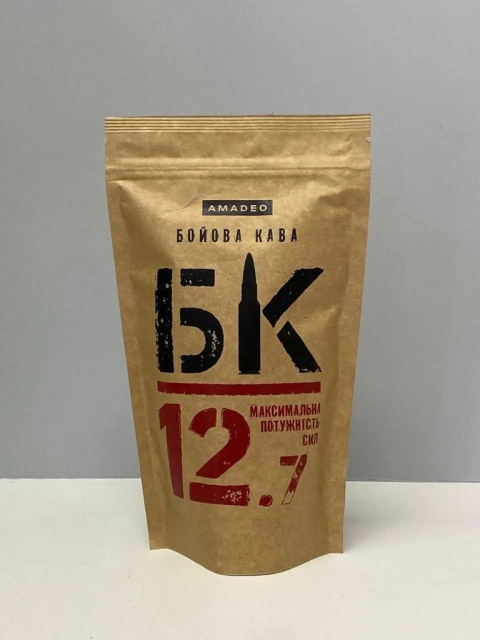 AMADEO
БОЙОВА КАВА
БК
12.7
МАКСИМАЛЬНА
ПОТУЖНІСТЬ
СИЛ